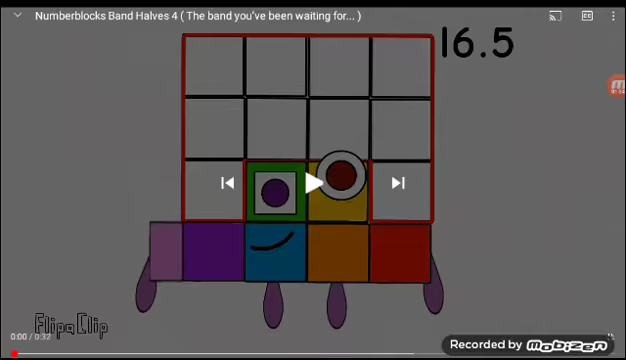 Numberblocks Band Halves 4 ( The band you've been waiting for... )
CC
16.5
FlipaClip
0:00 / 0:32
Recorded by mobizen